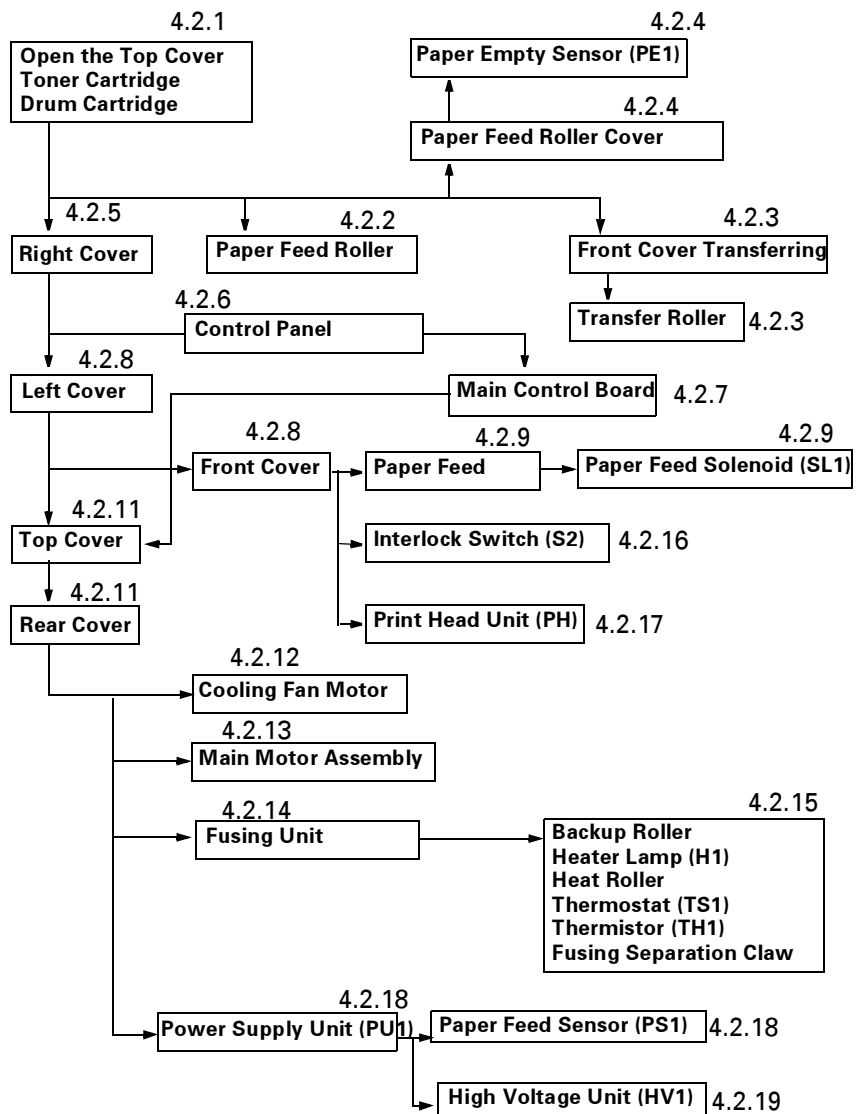 4.2.1
Open the Top Cover
Toner Cartridge
Drum Cartridge
4.2.4
Paper Empty Sensor (PE1)
4.2.4
Paper Feed Roller Cover
4.2.5
Right Cover
4.2.2
Paper Feed Roller
4.2.3
Front Cover Transferring
Transfer Roller
4.2.3
4.2.6
Control Panel
4.2.8
Left Cover
Main Control Board
4.2.7
4.2.8
Front Cover
4.2.9
Paper Feed
4.2.9
Paper Feed Solenoid (SL1)
4.2.11
Top Cover
Interlock Switch (S2)
4.2.16
4.2.11
Rear Cover
Print Head Unit (PH)
4.2.17
4.2.12
Cooling Fan Motor
4.2.13
Main Motor Assembly
4.2.14
Fusing Unit
4.2.15
Backup Roller
Heater Lamp (H1)
Heat Roller
Thermostat (TS1)
Thermistor (TH1)
Fusing Separation Claw
4.2.18
Power Supply Unit (PU1)
Paper Feed Sensor (PS1)
4.2.18
High Voltage Unit (HV1)
4.2.19